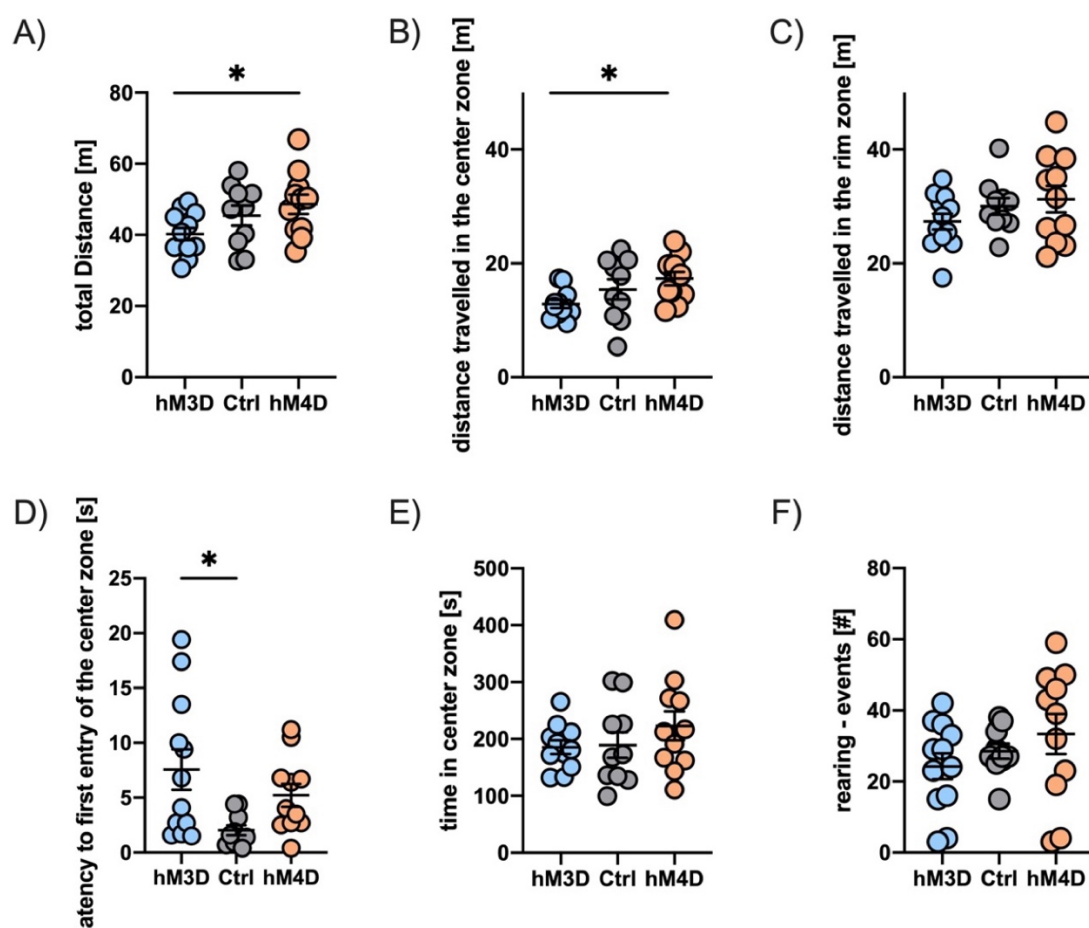 A)
total Distance [m]
*
80
60
40
20
0
hM3D Ctrl hM4D
B)
distance travelled in the center zone [m]
*
40
20
0
hM3D Ctrl hM4D
C)
distance travelled in the rim zone [m]
40
20
0
hM3D Ctrl hM4D
D)
atency to first entry of the center zone [s]
*
25
20
15
10
5
0
hM3D Ctrl hM4D
E)
time in center zone [s]
500
400
300
200
100
0
hM3D Ctrl hM4D
F)
rearing - events [#]
80
60
40
20
0
hM3D Ctrl hM4D